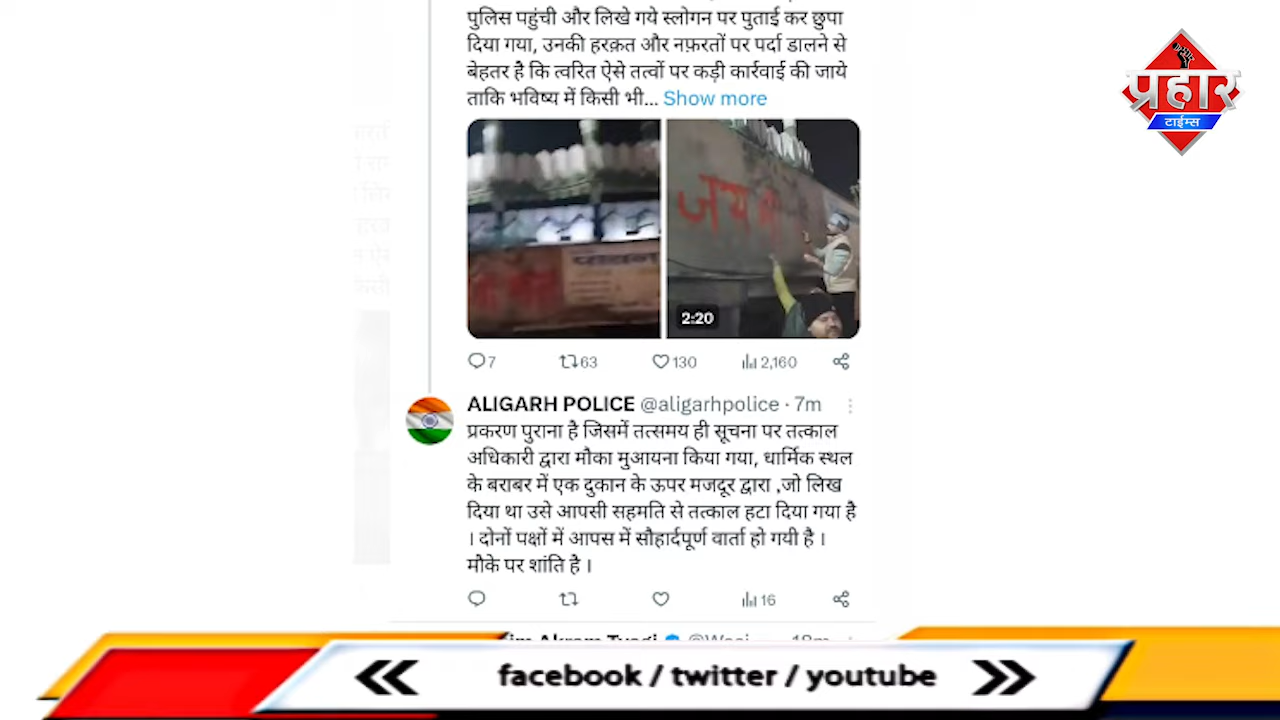 पुलिस पहुंची और लिखे गये स्लोगन पर पुताई कर छुपा
दिया गया, उनकी हरक़त और नफ़रतों पर पर्दा डालने से
बेहतर है कि त्वरित ऐसे तत्वों पर कड़ी कार्रवाई की जाये
ताकि भविष्य में किसी भी... Show more
प्रहार
टाईम्स
जय
2:20
7 63 130 2,160
ALIGARH POLICE @aligarhpolice · 7m
प्रकरण पुराना है जिसमें तत्समय ही सूचना पर तत्काल
अधिकारी द्वारा मौका मुआयना किया गया, धार्मिक स्थल
के बराबर में एक दुकान के ऊपर मजदूर द्वारा ,जो लिख
दिया था उसे आपसी सहमति से तत्काल हटा दिया गया है
। दोनों पक्षों में आपस में सौहार्दपूर्ण वार्ता हो गयी है ।
मौके पर शांति है ।
16
facebook / twitter / youtube